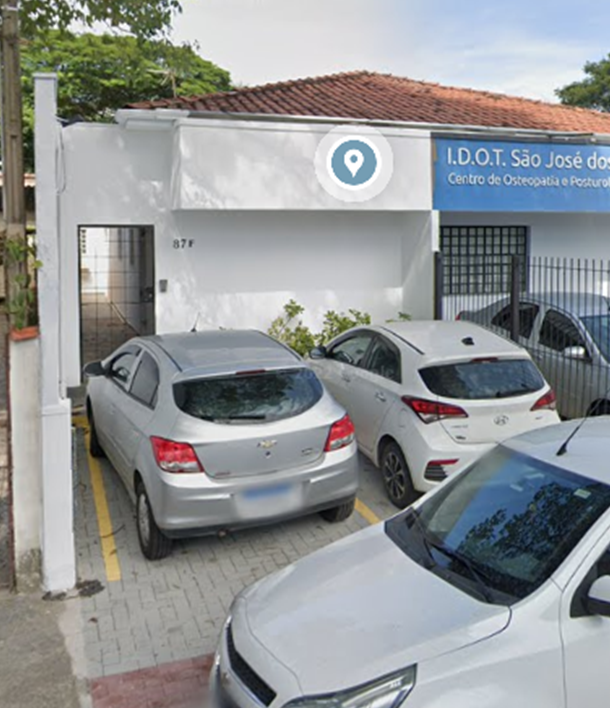 I.D.O.T. São José dos
Centro de Osteopatia e Posturol
87F